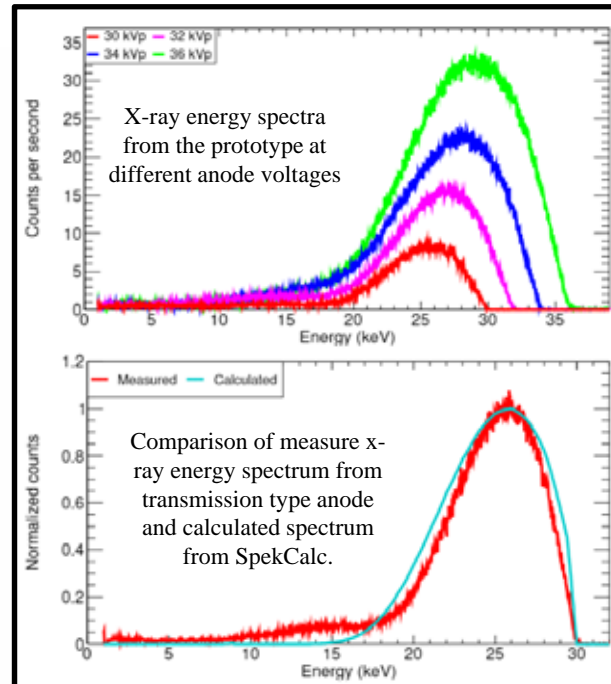 30 kVp 32 kVp
34 kVp 36 kVp
X-ray energy spectra
from the prototype at
different anode voltages
Counts per second
35
30
25
20
15
10
5
0
0 5 10 15 20 25 30 35
Energy (keV)
Measured Calculated
Comparison of measure x-
ray energy spectrum from
transmission type anode
and calculated spectrum
from SpekCalc.
Normalized counts
1.2
1
0.8
0.6
0.4
0.2
0
0 5 10 15 20 25 30
Energy (keV)